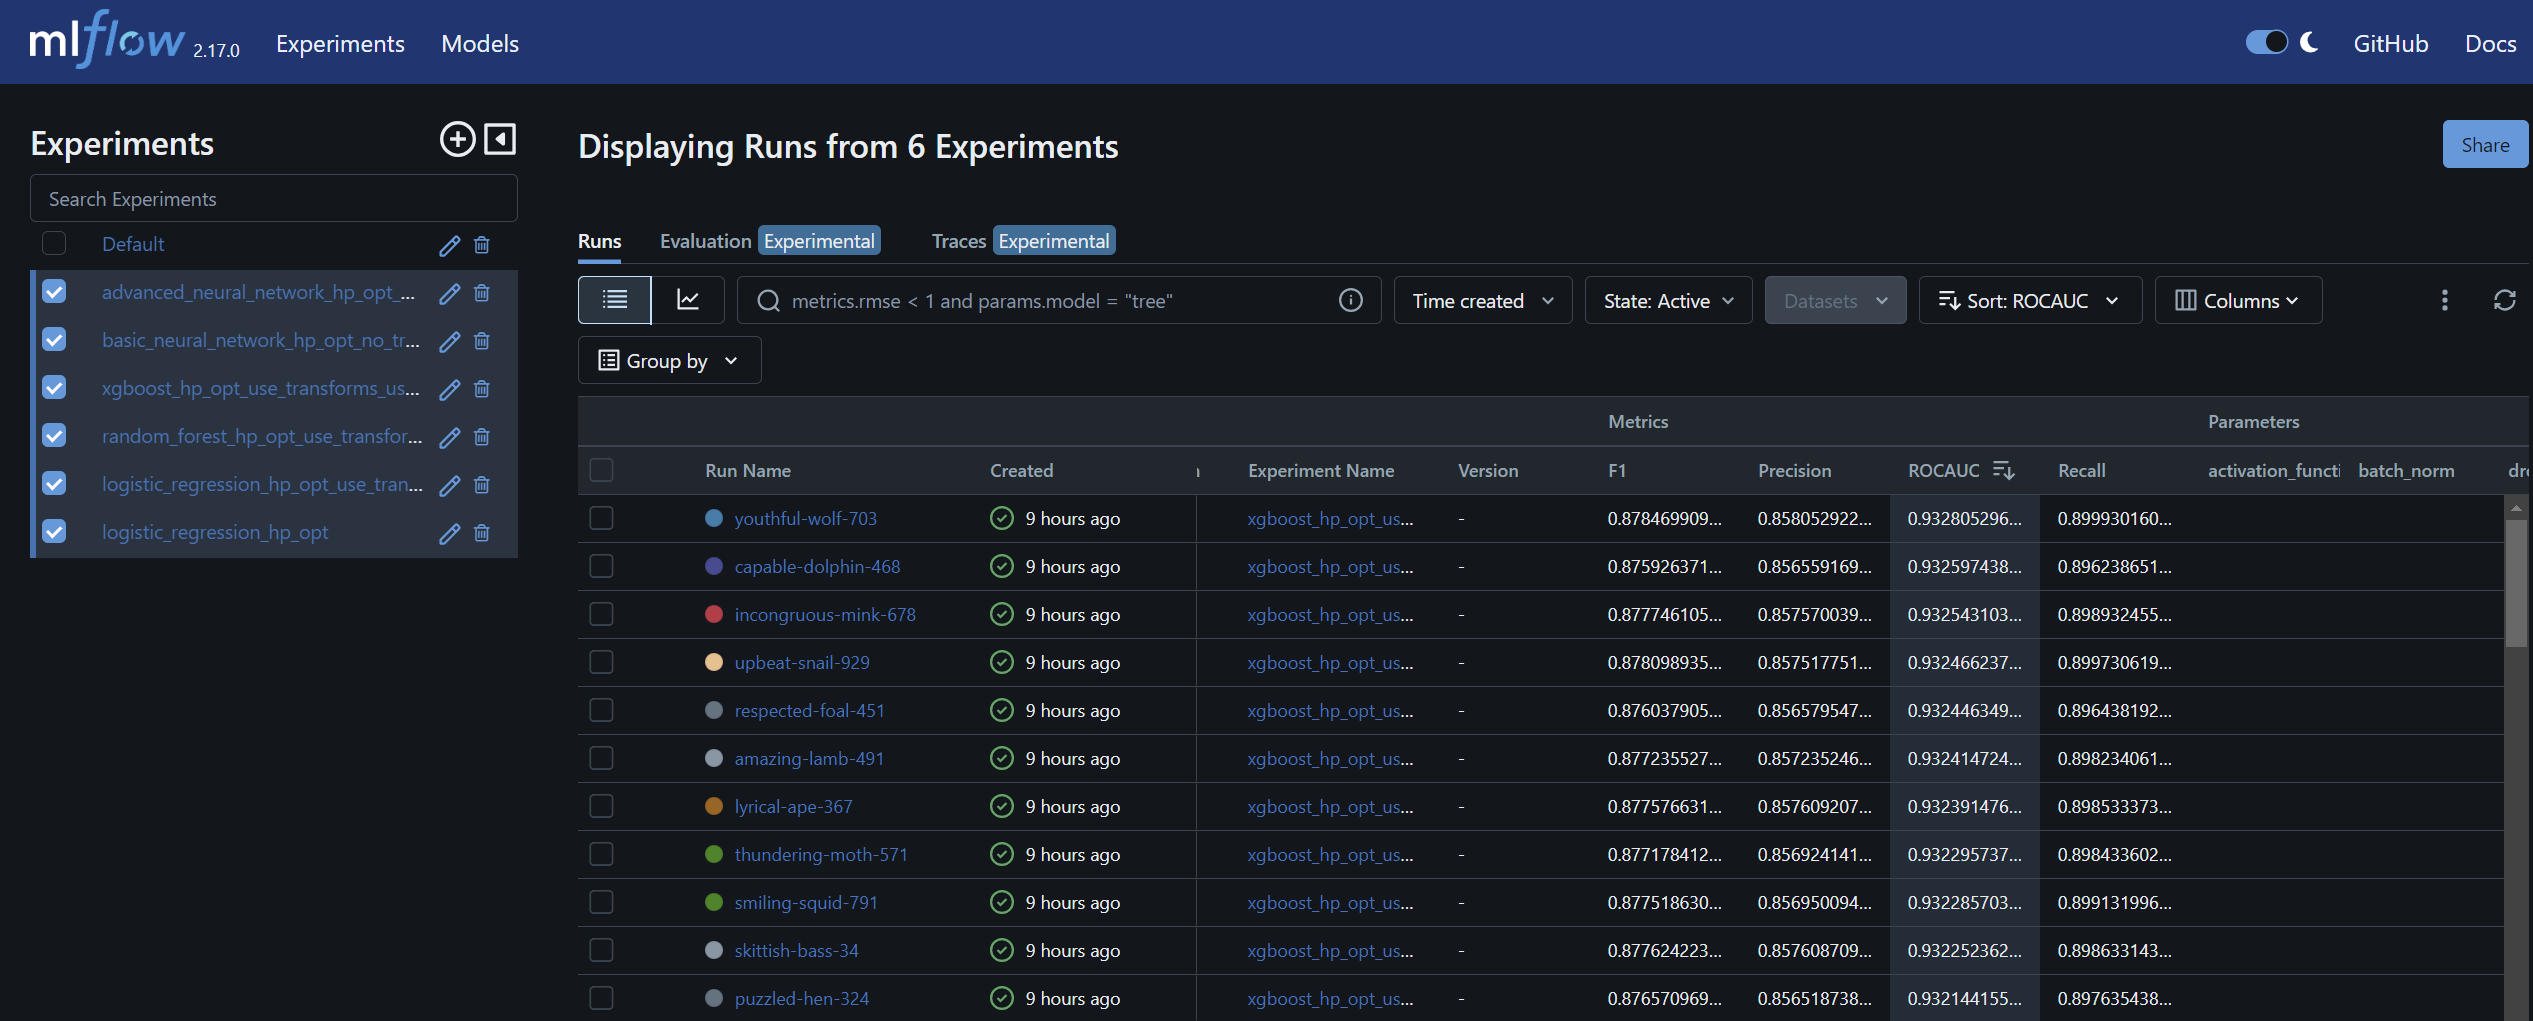 mlflow 2.17.0 Experiments Models GitHub Docs
Experiments
Search Experiments
Default
advanced_neural_network_hp_opt_...
basic_neural_network_hp_opt_no_tr...
xgboost_hp_opt_use_transforms_us...
random_forest_hp_opt_use_transfor...
logistic_regression_hp_opt_use_tran...
logistic_regression_hp_opt
Displaying Runs from 6 Experiments
Share
Runs Evaluation Experimental Traces Experimental
metrics.rmse < 1 and params.model = "tree" Time created State: Active Datasets Sort: ROCAUC Columns
Group by
Metrics Parameters
Run Name Created Experiment Name Version F1 Precision ROCAUC Recall activation_functi batch_norm dro
youthful-wolf-703 9 hours ago xgboost_hp_opt_us... - 0.878469909... 0.858052922... 0.932805296... 0.899930160...
capable-dolphin-468 9 hours ago xgboost_hp_opt_us... - 0.875926371... 0.856559169... 0.932597438... 0.896238651...
incongruous-mink-678 9 hours ago xgboost_hp_opt_us... - 0.877746105... 0.857570039... 0.932543103... 0.898932455...
upbeat-snail-929 9 hours ago xgboost_hp_opt_us... - 0.878098935... 0.857517751... 0.932466237... 0.899730619...
respected-foal-451 9 hours ago xgboost_hp_opt_us... - 0.876037905... 0.856579547... 0.932446349... 0.896438192...
amazing-lamb-491 9 hours ago xgboost_hp_opt_us... - 0.877235527... 0.857235246... 0.932414724... 0.898234061...
lyrical-ape-367 9 hours ago xgboost_hp_opt_us... - 0.877576631... 0.857609207... 0.932391476... 0.898533373...
thundering-moth-571 9 hours ago xgboost_hp_opt_us... - 0.877178412... 0.856924141... 0.932295737... 0.898433602...
smiling-squid-791 9 hours ago xgboost_hp_opt_us... - 0.877518630... 0.856950094... 0.932285703... 0.899131996...
skittish-bass-34 9 hours ago xgboost_hp_opt_us... - 0.877624223... 0.857608709... 0.932252362... 0.898633143...
puzzled-hen-324 9 hours ago xgboost_hp_opt_us... - 0.876570969... 0.856518738... 0.932144155... 0.897635438...